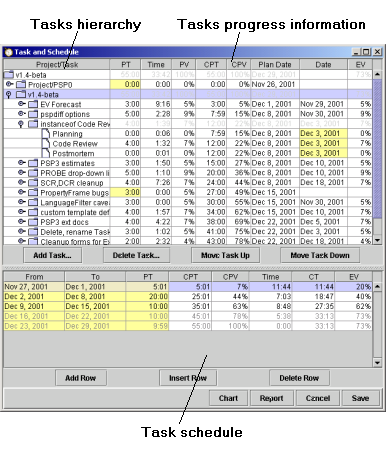 Tasks hierarchy Tasks progress information
Task and Schedule
Project/Task PT Time PV CPT CPV Plan Date Date EV
v1.4-beta 55:00 33:42 100% 55:00 100% Dec 29, 2001 73%
Project/PSP0 0:00 0:00 0% 0:00 0% Nov 26, 2001
v1.4-beta
EV Forecast 3:00 9:16 5% 3:00 5% Dec 1, 2001 Nov 29, 2001 5%
pspdiff options 5:00 2:28 9% 7:59 15% Dec 8, 2001 Nov 30, 2001 9%
instanceof Code Rev
Planning 0:00 0:06 0% 7:59 15% Dec 8, 2001 Dec 3, 2001 0%
Code Review 4:00 1:32 7% 12:00 22% Dec 8, 2001 Dec 3, 2001 7%
Postmortem 0:00 0:01 0% 12:00 22% Dec 8, 2001 Dec 3, 2001 0%
PSP3 estimates 3:00 1:50 5% 15:00 27% Dec 8, 2001 Dec 10, 2001 5%
PROBE drop-down li 5:00 1:10 9% 20:00 36% Dec 8, 2001 Dec 10, 2001 9%
SCR,DCR cleanup 4:00 7:26 7% 24:00 44% Dec 8, 2001 Dec 18, 2001 7%
PropertyFrame bugs 3:00 0:00 5% 27:00 49% Dec 15, 2001
LanguageFilter cave 3:00 0:00 5% 30:00 55% Dec 15, 2001 Nov 30, 2001 5%
custom template def 4:00 1:57 7% 34:00 62% Dec 15, 2001 Dec 10, 2001 7%
PSP3 ext docs 4:00 4:22 7% 38:00 69% Dec 22, 2001 Dec 5, 2001 7%
Delete, rename Task 3:00 1:02 5% 41:00 75% Dec 22, 2001 Dec 3, 2001 5%
Cleanup forms for E 2:00 2:32 4% 43:00 78% Dec 22, 2001 Dec 18, 2001 4%
Add Task... Delete Task... Move Task Up Move Task Down
From To PT CPT CPV Time CT EV
Nov 27, 2001 Dec 1, 2001 5:01 5:01 7% 11:44 11:44 20%
Dec 2, 2001 Dec 8, 2001 20:00 25:01 44% 7:03 18:47 40%
Dec 9, 2001 Dec 15, 2001 10:00 35:01 63% 8:48 27:35 62%
Dec 16, 2001 Dec 22, 2001 10:00 45:01 78% 5:38 33:13 73%
Dec 23, 2001 Dec 29, 2001 9:59 55:00 100% 0:00 33:13 73%
Add Row Insert Row Delete Row
Chart Report Cancel Save
Task schedule